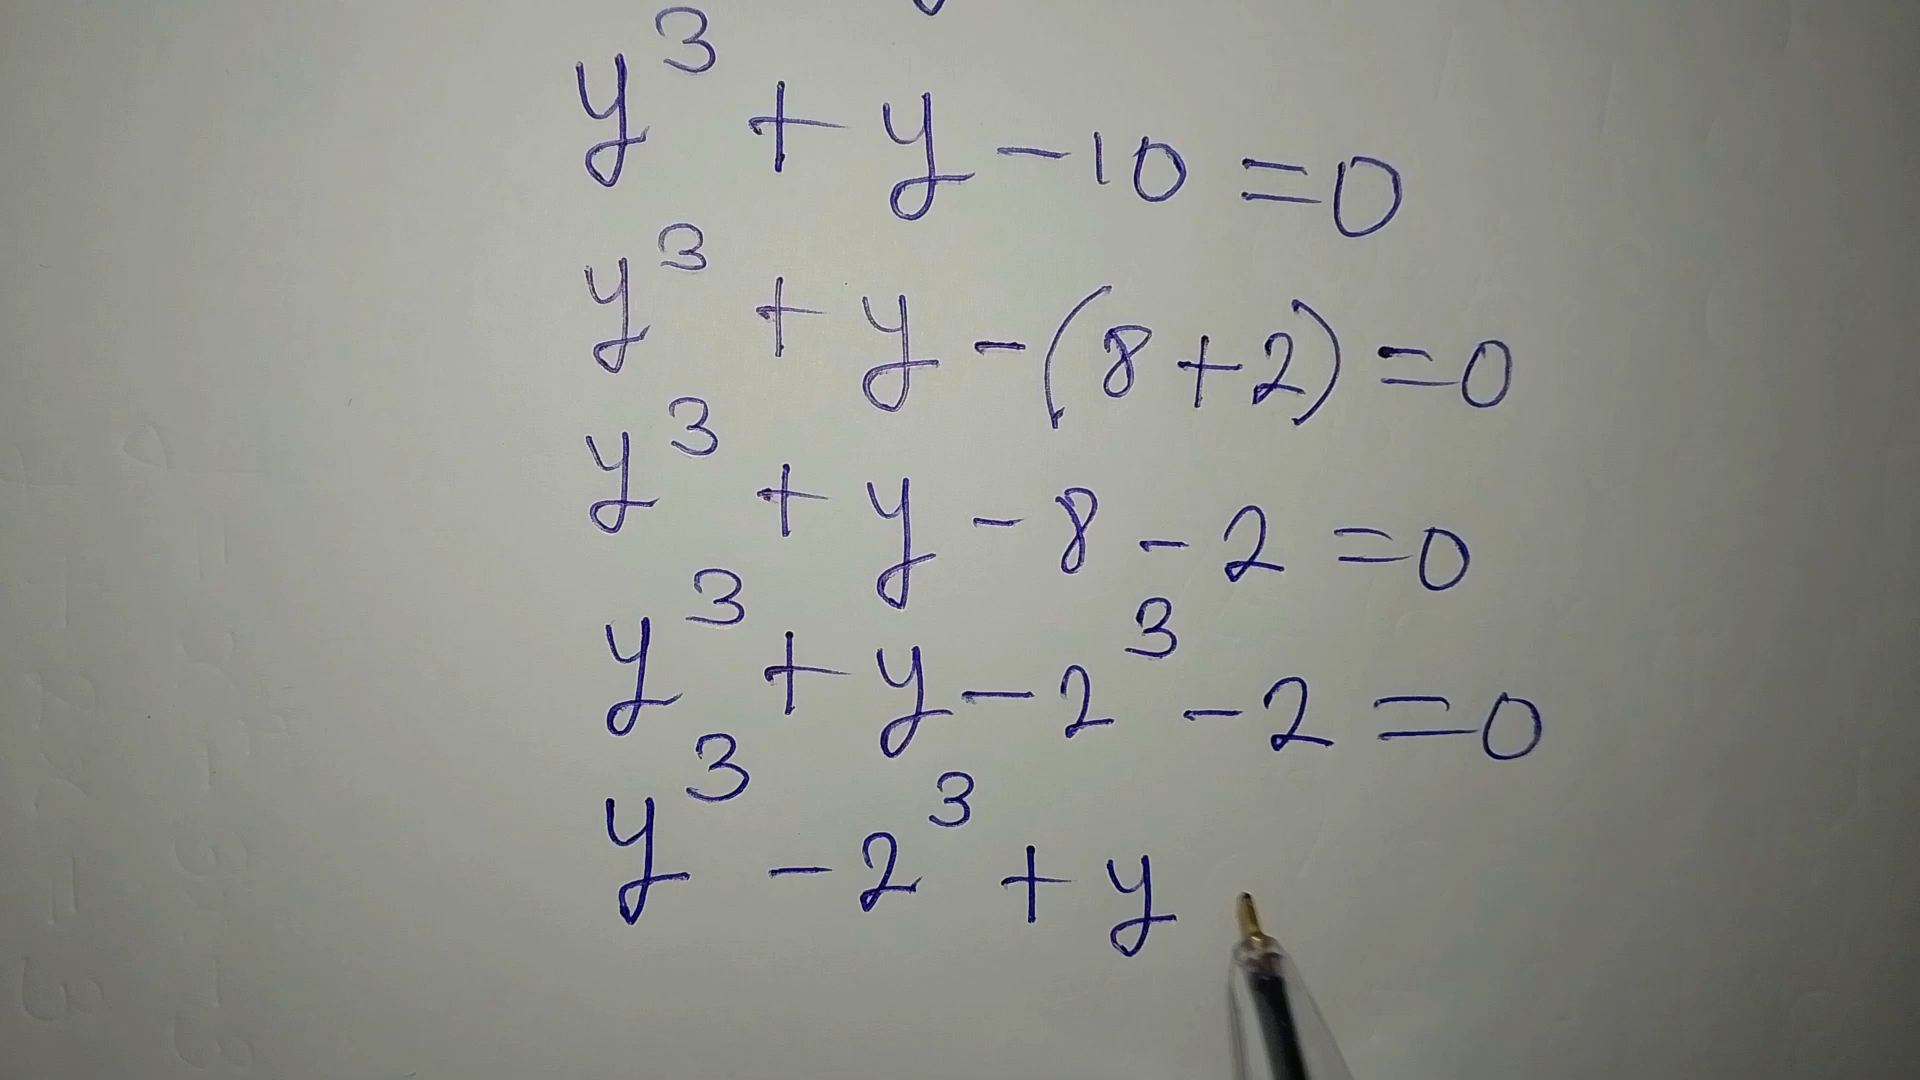 y³ + y - 10 = 0
y³ + y - (8 + 2) = 0
y³ + y - 8 - 2 = 0
y³ + y - 2³ - 2 = 0
y³ - 2³ + y